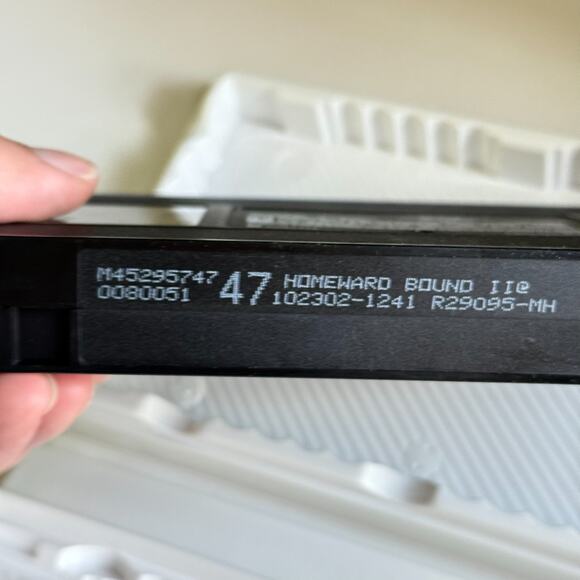 M45295747 47 HOMEWARD BOUND II@
0080051 102302-1241 R29095-MH